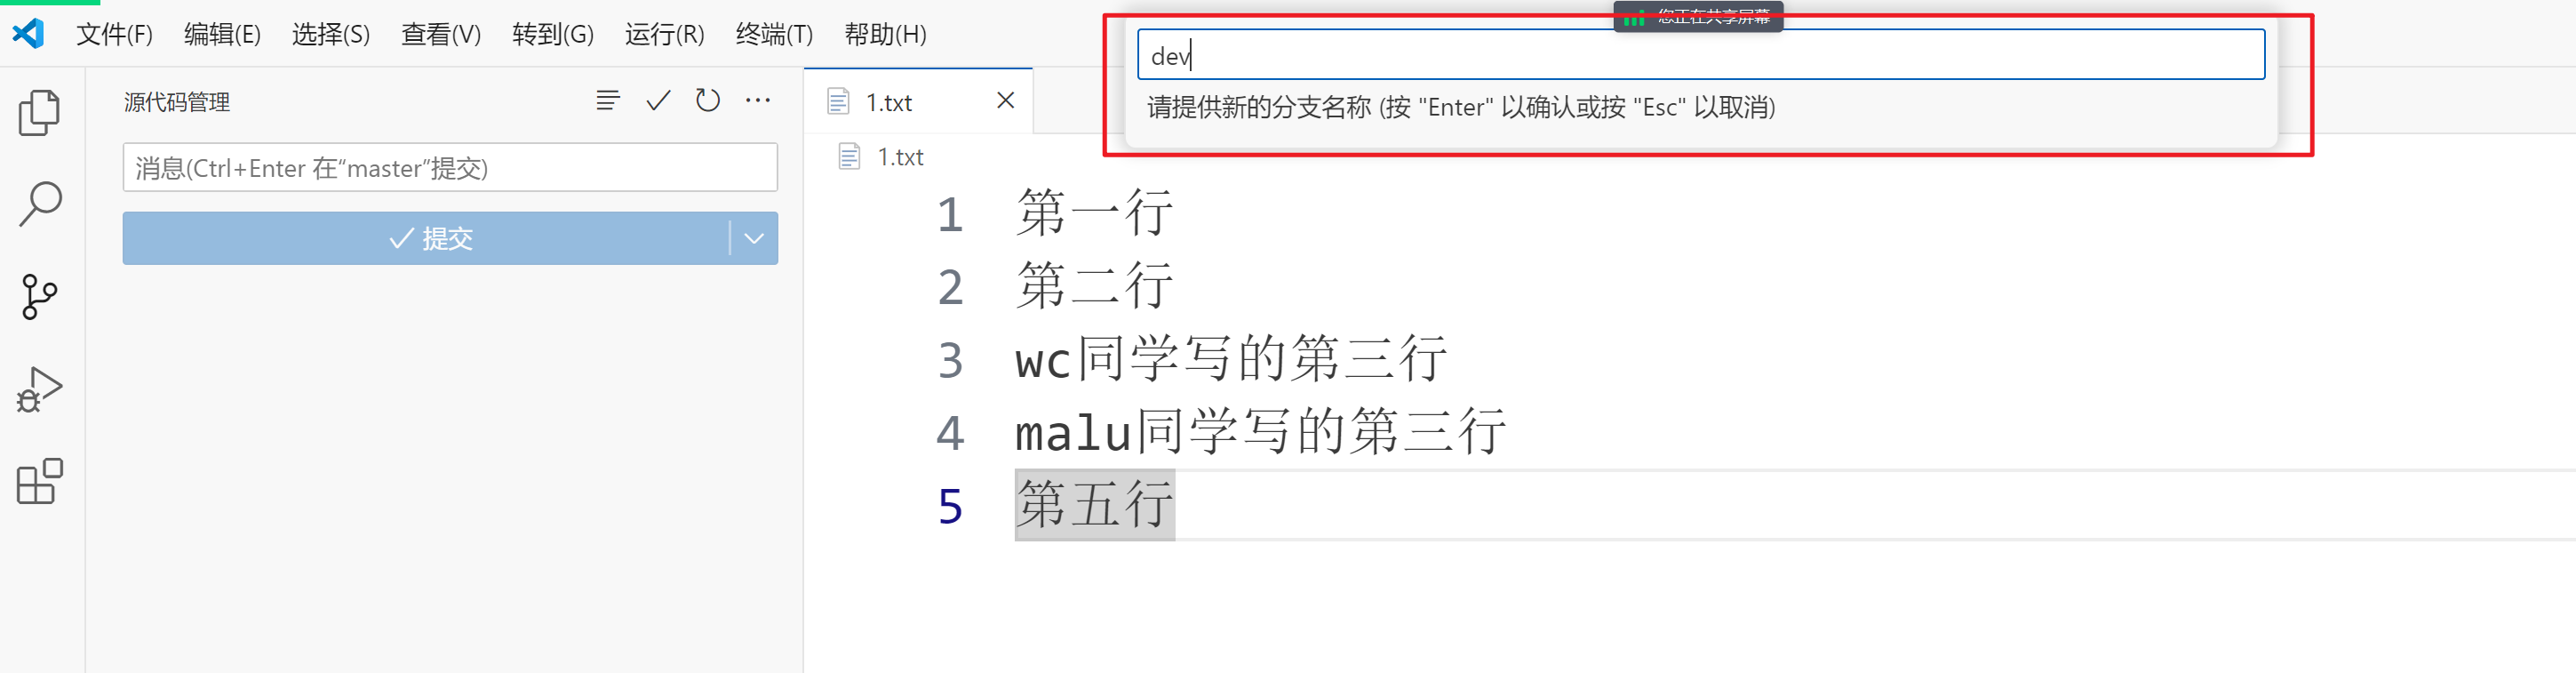 文件(F) 编辑(E) 选择(S) 查看(V) 转到(G) 运行(R) 终端(T) 帮助(H)
您正在共享屏幕
dev
请提供新的分支名称 (按 "Enter" 以确认或按 "Esc" 以取消)
源代码管理
1.txt
消息(Ctrl+Enter 在“master”提交)
1.txt
提交
1 第一行
2 第二行
3 wc同学写的第三行
4 malu同学写的第三行
5 第五行